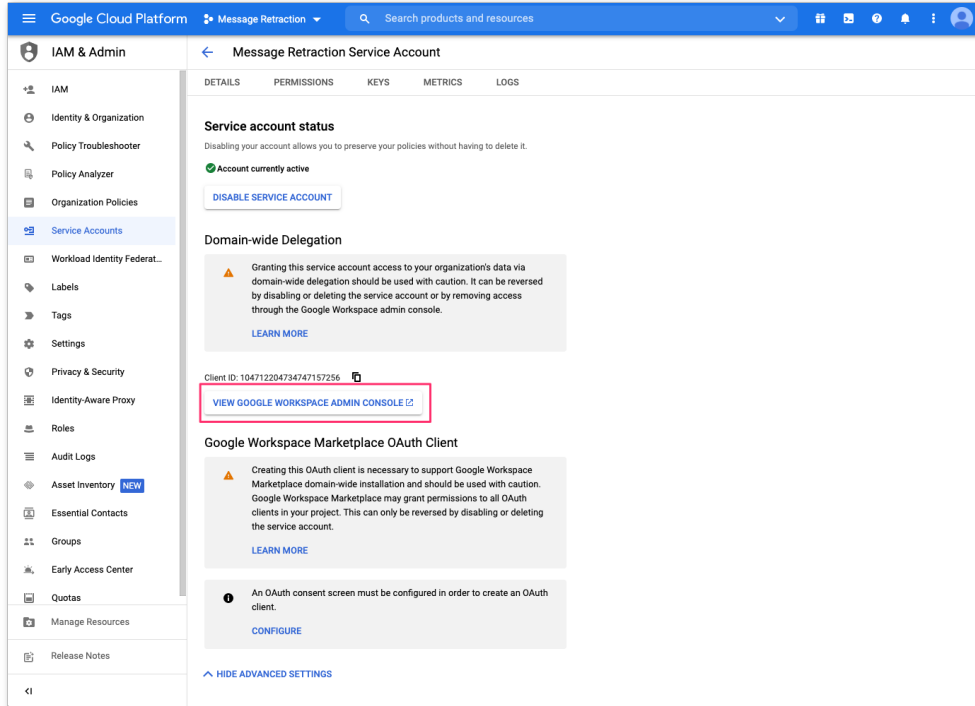 Google Cloud Platform
Message Retraction
Search products and resources
IAM & Admin
Message Retraction Service Account
DETAILS PERMISSIONS KEYS METRICS LOGS
IAM
Identity & Organization
Policy Troubleshooter
Policy Analyzer
Organization Policies
Service Accounts
Workload Identity Federat...
Labels
Tags
Settings
Privacy & Security
Identity-Aware Proxy
Roles
Audit Logs
Asset Inventory NEW
Essential Contacts
Groups
Early Access Center
Quotas
Manage Resources
Release Notes
Service account status
Disabling your account allows you to preserve your policies without having to delete it.
Account currently active
DISABLE SERVICE ACCOUNT
Domain-wide Delegation
Granting this service account access to your organization's data via
domain-wide delegation should be used with caution. It can be reversed
by disabling or deleting the service account or by removing access
through the Google Workspace admin console.
LEARN MORE
Client ID: 104712204734747157256
VIEW GOOGLE WORKSPACE ADMIN CONSOLE
Google Workspace Marketplace OAuth Client
Creating this OAuth client is necessary to support Google Workspace
Marketplace domain-wide installation and should be used with caution.
Google Workspace Marketplace may grant permissions to all OAuth
clients in your project. This can only be reversed by disabling or deleting
the service account.
LEARN MORE
An OAuth consent screen must be configured in order to create an OAuth
client.
CONFIGURE
HIDE ADVANCED SETTINGS